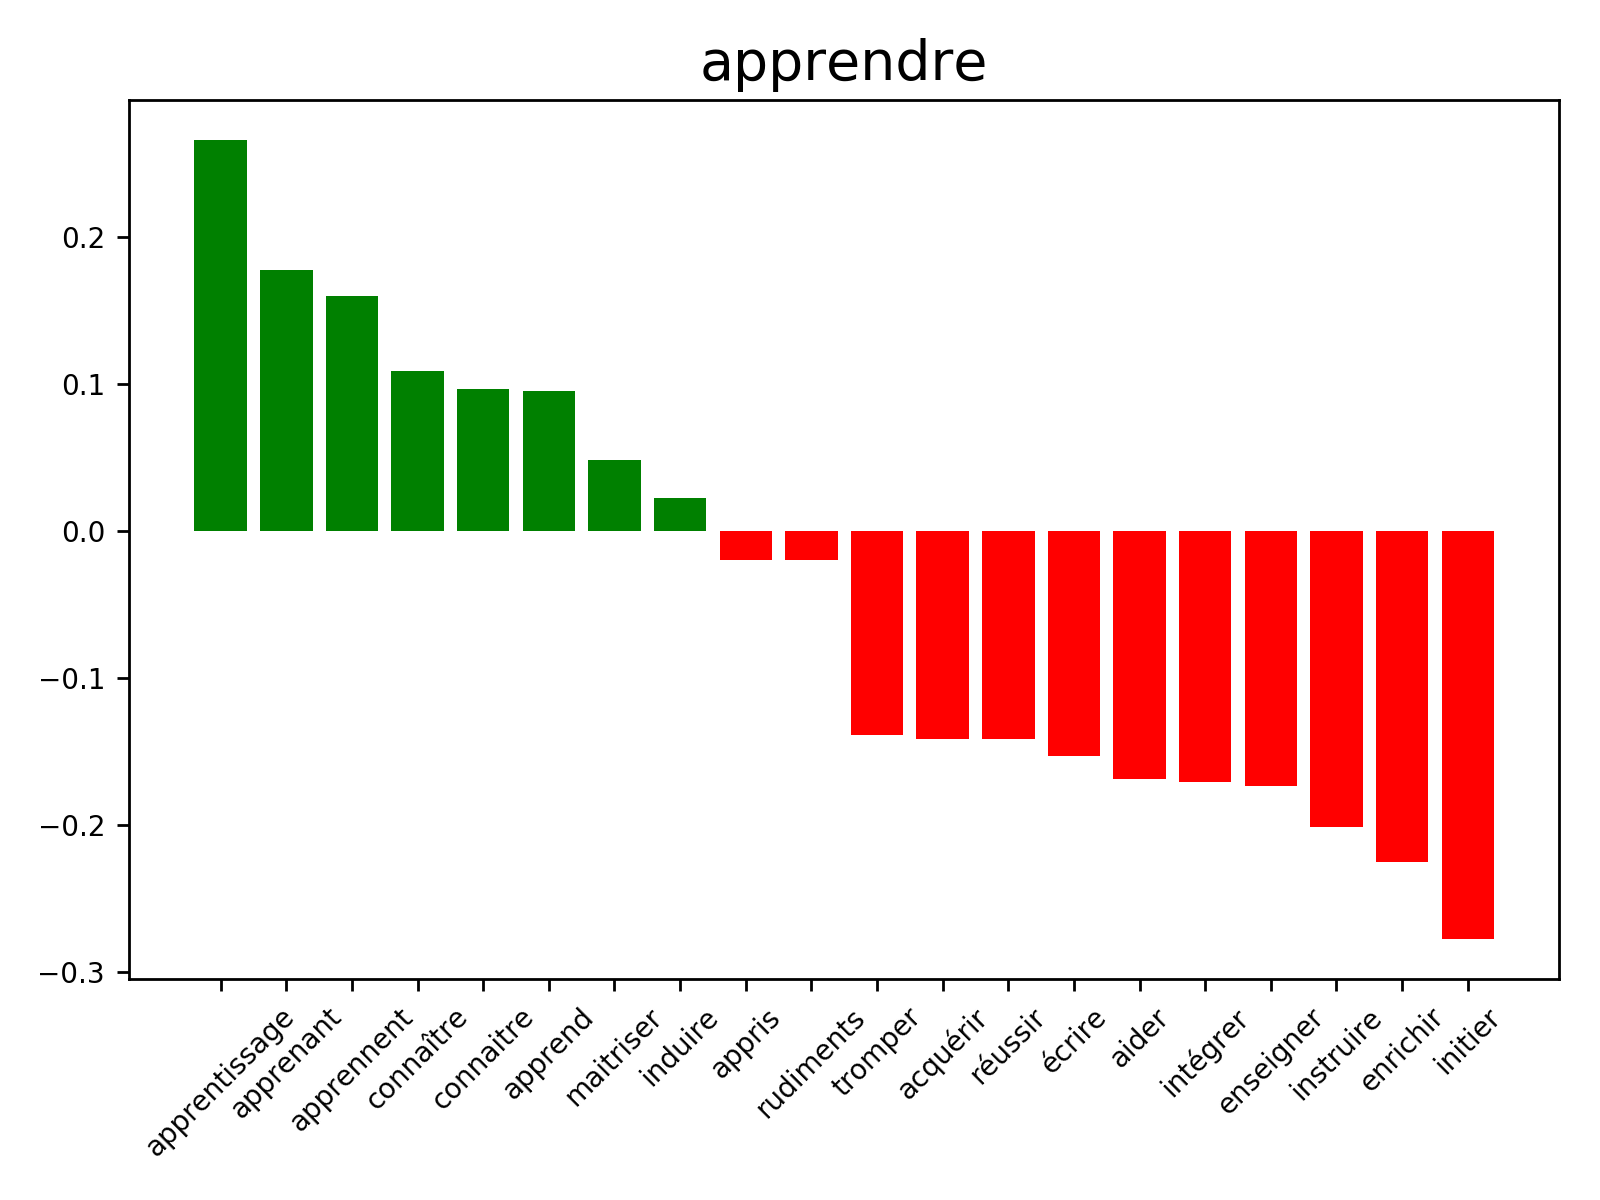 apprendre
0.2
0.1
0.0
−0.1
−0.2
−0.3
apprentissage
apprenant
apprennent
connaître
connaitre
apprend
maitriser
induire
appris
rudiments
tromper
acquérir
réussir
écrire
aider
intégrer
enseigner
instruire
enrichir
initier